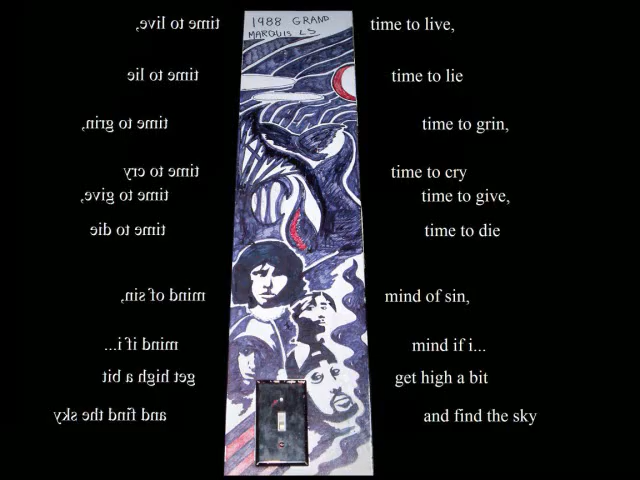 1988 GRAND
MARQUIS LS
time to live, time to live,
time to lie time to lie
time to grin, time to grin,
time to cry time to cry
time to give, time to give,
time to die time to die
mind of sin, mind of sin,
mind if i... mind if i...
get high a bit get high a bit
and find the sky and find the sky